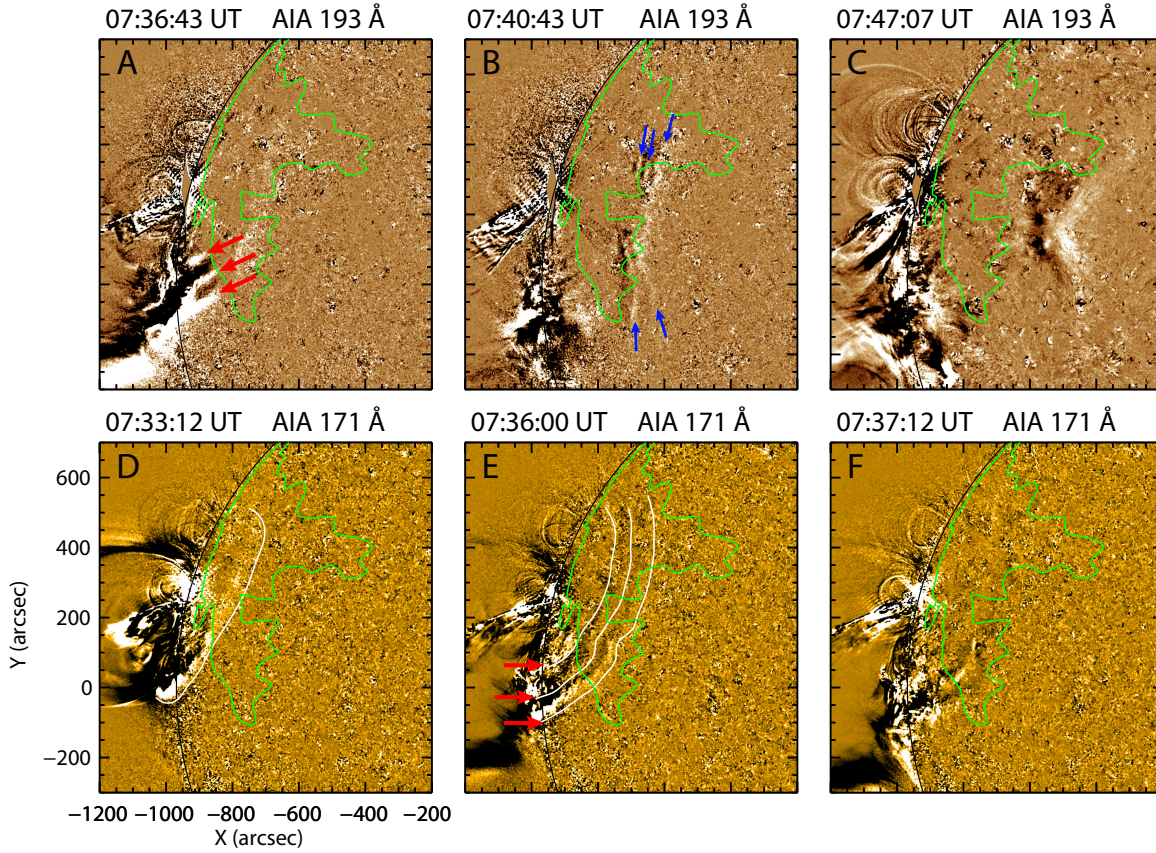 07:36:43 UT AIA 193 Å
07:40:43 UT AIA 193 Å
07:47:07 UT AIA 193 Å
A
B
C
07:33:12 UT AIA 171 Å
07:36:00 UT AIA 171 Å
07:37:12 UT AIA 171 Å
D
E
F
600
400
200
0
−200
Y (arcsec)
−1200 −1000 −800 −600 −400 −200
X (arcsec)